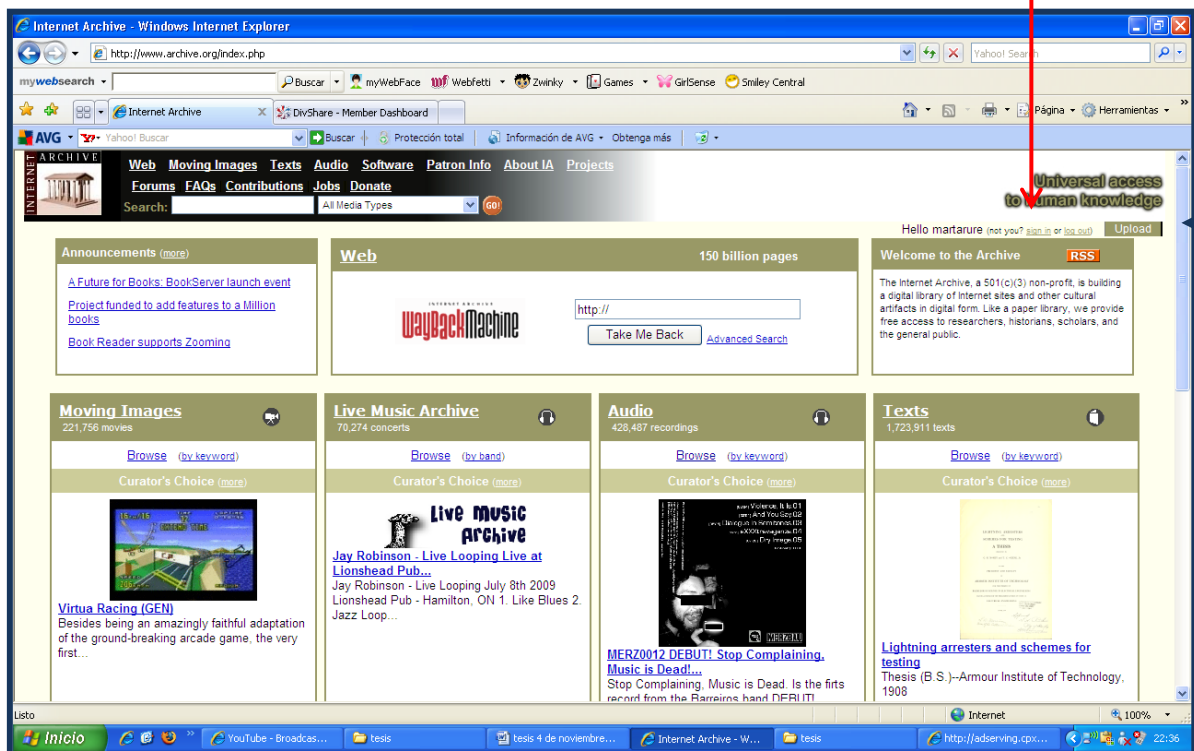 Internet Archive - Windows Internet Explorer
http://www.archive.org/index.php
Yahoo! Search
mywebsearch
Buscar
myWebFace
Webfetti
Zwinky
Games
GirlSense
Smiley Central
Internet Archive
DivShare - Member Dashboard
Página
Herramientas
AVG
Yahoo! Buscar
Buscar
Protección total
Información de AVG
Obtenga más
INTERNET ARCHIVE
Web Moving Images Texts Audio Software Patron Info About IA Projects
Forums FAQs Contributions Jobs Donate
Search: All Media Types GO!
Universal access
to human knowledge
Hello martarure (not you? sign in or log out) Upload
Announcements (more)
A Future for Books: BookServer launch event
Project funded to add features to a Million
books
Book Reader supports Zooming
Web 150 billion pages
INTERNET ARCHIVE
WayBackMachine
http://
Take Me Back Advanced Search
Welcome to the Archive RSS
The Internet Archive, a 501(c)(3) non-profit, is building
a digital library of Internet sites and other cultural
artifacts in digital form. Like a paper library, we provide
free access to researchers, historians, scholars, and
the general public.
Moving Images
221,756 movies
Browse (by keyword)
Curator's Choice (more)
Virtua Racing (GEN)
Besides being an amazingly faithful adaptation
of the ground-breaking arcade game, the very
first...
Live Music Archive
70,274 concerts
Browse (by band)
Curator's Choice (more)
Live music
Archive
Jay Robinson - Live Looping Live at
Lionshead Pub...
Jay Robinson - Live Looping July 8th 2009
Lionshead Pub - Hamilton, ON 1. Like Blues 2.
Jazz Loop...
Audio
428,487 recordings
Browse (by keyword)
Curator's Choice (more)
MERZ0012 DEBUT! Stop Complaining,
Music is Dead!...
Stop Complaining, Music is Dead. Is the firts
record from the Barreiros band DEBUT!
Texts
1,723,911 texts
Browse (by keyword)
Curator's Choice (more)
Lightning arresters and schemes for
testing
Thesis (B.S.)--Armour Institute of Technology,
1908
Listo
Internet
100%
Inicio
YouTube - Broadcas...
tesis
tesis 4 de noviembre...
Internet Archive - W...
tesis
http://adserving.cpx...
22:36